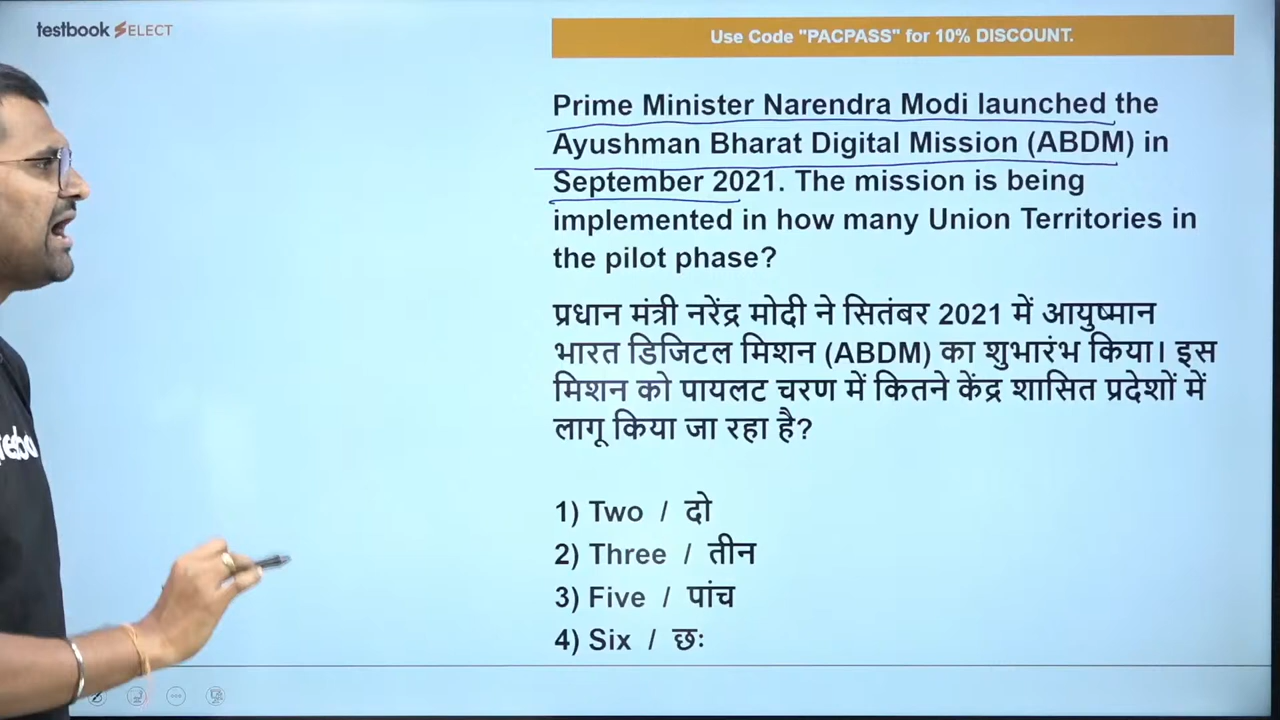 testbook SELECT
Use Code "PACPASS" for 10% DISCOUNT.
Prime Minister Narendra Modi launched the
Ayushman Bharat Digital Mission (ABDM) in
September 2021. The mission is being
implemented in how many Union Territories in
the pilot phase?
प्रधान मंत्री नरेंद्र मोदी ने सितंबर 2021 में आयुष्मान
भारत डिजिटल मिशन (ABDM) का शुभारंभ किया। इस
मिशन को पायलट चरण में कितने केंद्र शासित प्रदेशों में
लागू किया जा रहा है?
1) Two / दो
2) Three / तीन
3) Five / पांच
4) Six / छः